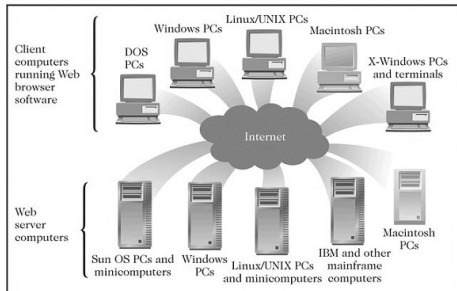 Client
computers
running Web
browser
software
DOS
PCs
Windows PCs
Linux/UNIX PCs
Macintosh PCs
X-Windows PCs
and terminals
Internet
Web
server
computers
Sun OS PCs and
minicomputers
Windows
PCs
Linux/UNIX PCs
and minicomputers
IBM and other
mainframe
computers
Macintosh
PCs